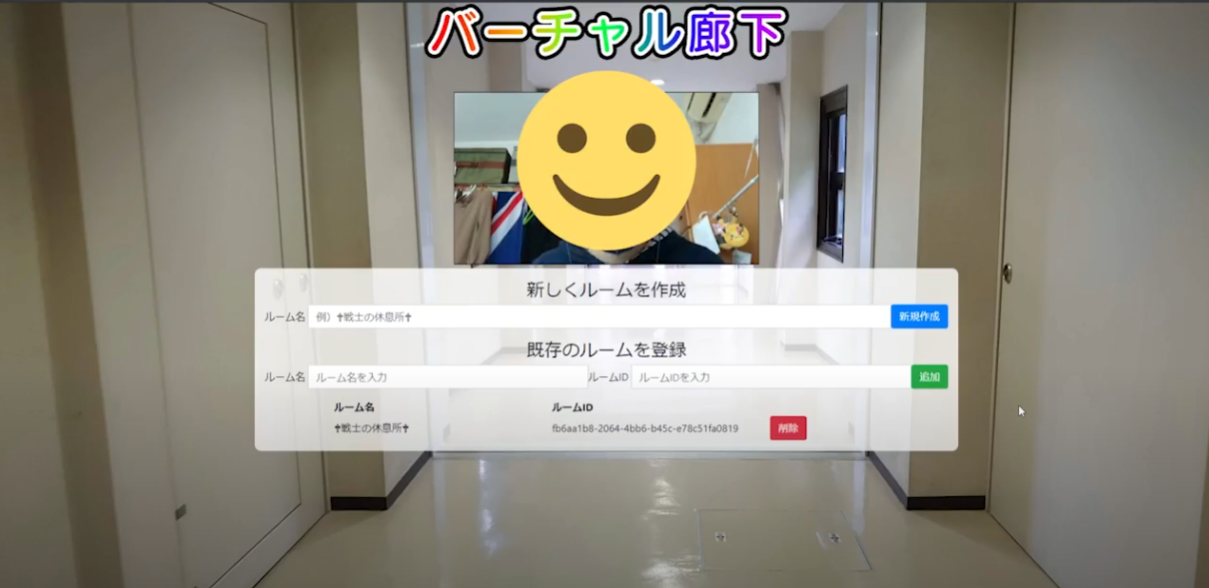 バーチャル廊下
新しくルームを作成
ルーム名 例）✝戦士の休息所✝ 新規作成
既存のルームを登録
ルーム名 ルーム名を入力 ルームID ルームIDを入力 追加
ルーム名 ルームID
✝戦士の休息所✝ fb6aa1b8-2064-4bb6-b45c-e78c51fa0819 削除